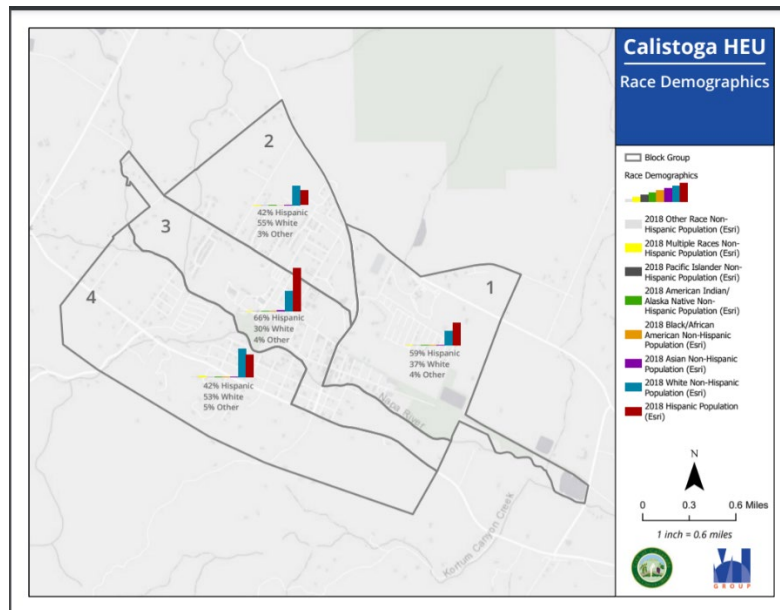 Calistoga HEU
Race Demographics
2
42% Hispanic
55% White
3% Other
3
66% Hispanic
30% White
4% Other
1
59% Hispanic
37% White
4% Other
4
42% Hispanic
53% White
5% Other
Napa River
Kortum Canyon Creek
Block Group
Race Demographics
2018 Other Race Non-
Hispanic Population (Esri)
2018 Multiple Races Non-
Hispanic Population (Esri)
2018 Pacific Islander Non-
Hispanic Population (Esri)
2018 American Indian/
Alaska Native Non-
Hispanic Population (Esri)
2018 Black/African
American Non-Hispanic
Population (Esri)
2018 Asian Non-Hispanic
Population (Esri)
2018 White Non-Hispanic
Population (Esri)
2018 Hispanic Population
(Esri)
N
0 0.3 0.6 Miles
1 inch = 0.6 miles
GROUP